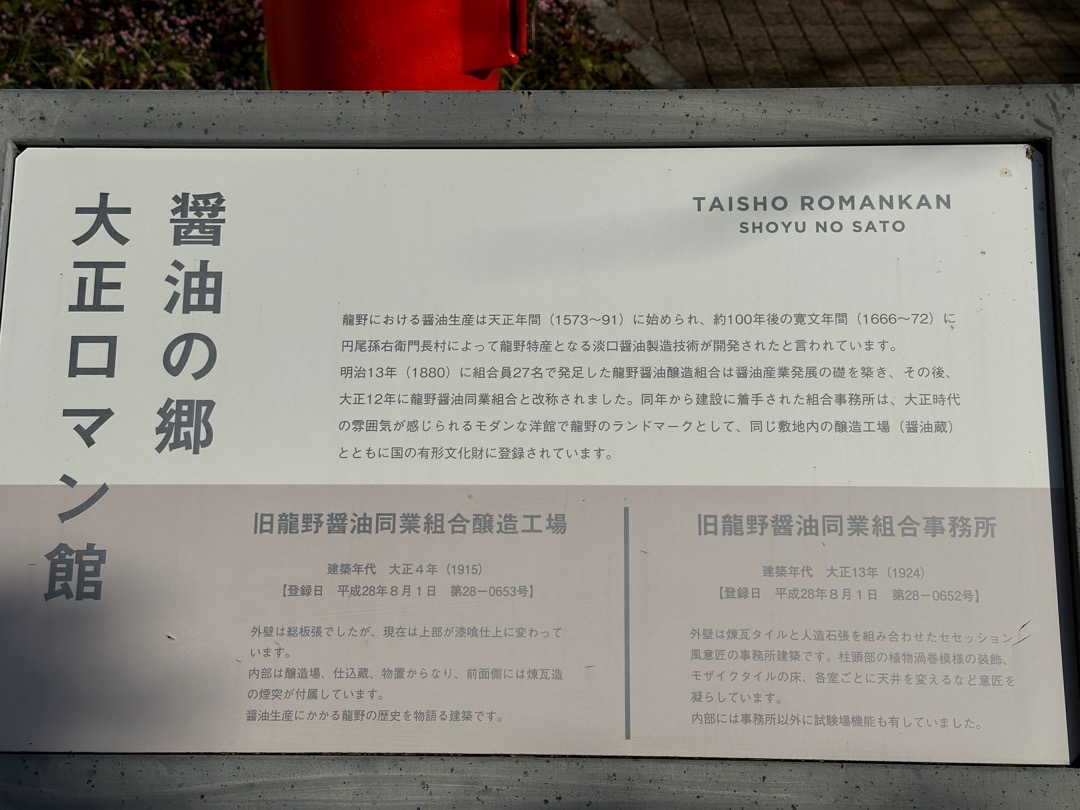 醤油の郷
大正ロマン館
TAISHO ROMANKAN
SHOYU NO SATO
龍野における醤油生産は天正年間（1573〜91）に始められ、約100年後の寛文年間（1666〜72）に
円尾孫右衛門長村によって龍野特産となる淡口醤油製造技術が開発されたと言われています。
明治13年（1880）に組合員27名で発足した龍野醤油醸造組合は醤油産業発展の礎を築き、その後、
大正12年に龍野醤油同業組合と改称されました。同年から建設に着手された組合事務所は、大正時代
の雰囲気が感じられるモダンな洋館で龍野のランドマークとして、同じ敷地内の醸造工場（醤油蔵）
とともに国の有形文化財に登録されています。
旧龍野醤油同業組合醸造工場
建築年代　大正４年（1915）
【登録日　平成28年８月１日　第28－0653号】
外壁は総板張でしたが、現在は上部が漆喰仕上に変わって
います。
内部は醸造場、仕込蔵、物置からなり、前面側には煉瓦造
の煙突が付属しています。
醤油生産にかかる龍野の歴史を物語る建築です。
旧龍野醤油同業組合事務所
建築年代　大正13年（1924）
【登録日　平成28年８月１日　第28－0652号】
外壁は煉瓦タイルと人造石張を組み合わせたセセッション
風意匠の事務所建築です。柱頭部の植物渦巻模様の装飾、
モザイクタイルの床、各室ごとに天井を変えるなど意匠を
凝らしています。
内部には事務所以外に試験場機能も有していました。